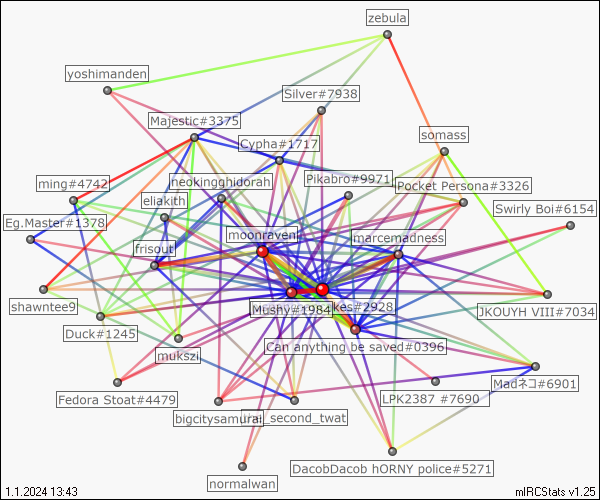 zebula
yoshimanden
Silver#7938
Majestic#3375
somass
Cypha#1717
neokingghidorah
Pikabro#9971
ming#4742
Pocket Persona#3326
eliakith
Swirly Boi#6154
Eg.Master#1378
moonraven
marcemadness
frisout
shawntee9
Mushy#1984
kes#2928
JKOUYH VIII#7034
Duck#1245
Can anything be saved#0396
mukszi
Madネコ#6901
Fedora Stoat#4479
LPK2387 #7690
bigcitysamurai
_second_twat
DacobDacob hORNY police#5271
normalwan
1.1.2024 13:43
mIRCStats v1.25